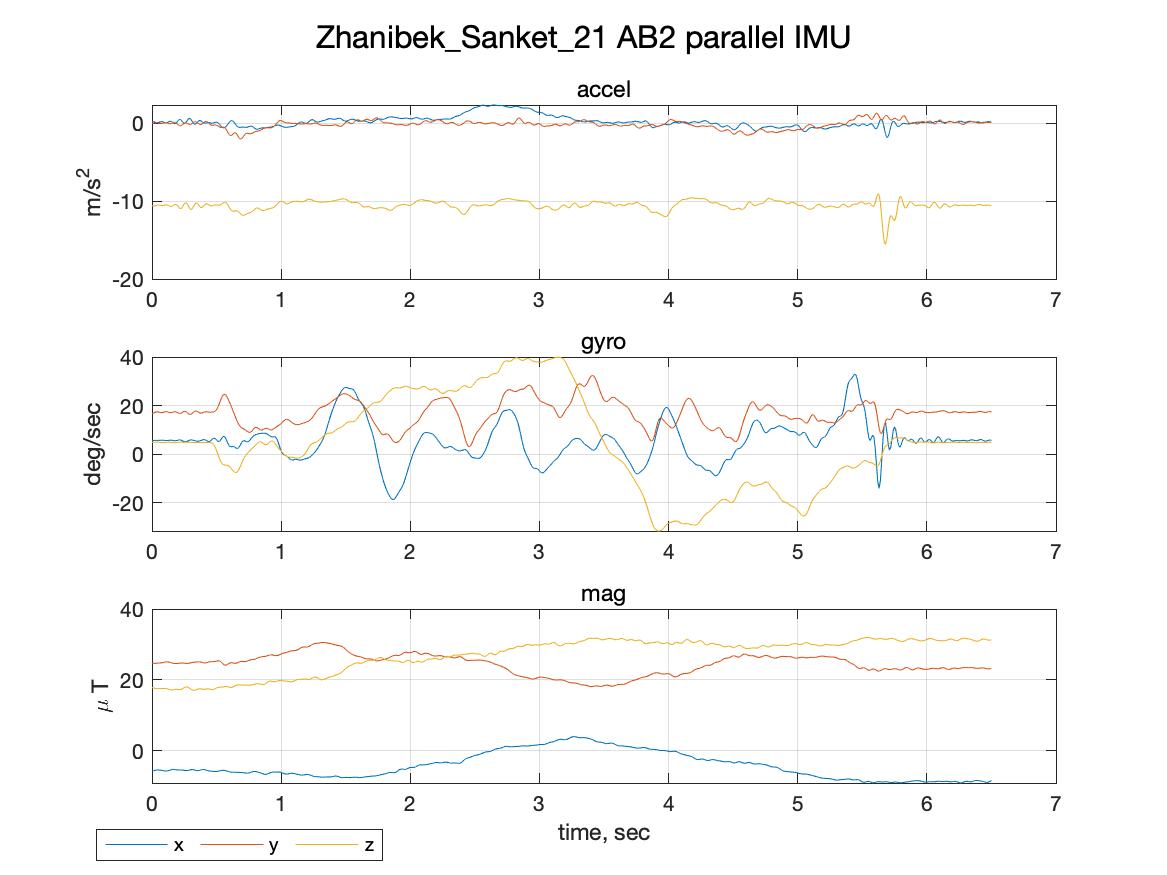 Zhanibek_Sanket_21 AB2 parallel IMU
accel
0
-10
-20
m/s2
0 1 2 3 4 5 6 7
gyro
40
20
0
-20
deg/sec
0 1 2 3 4 5 6 7
mag
40
20
0
μ T
0 1 2 3 4 5 6 7
time, sec
x y z